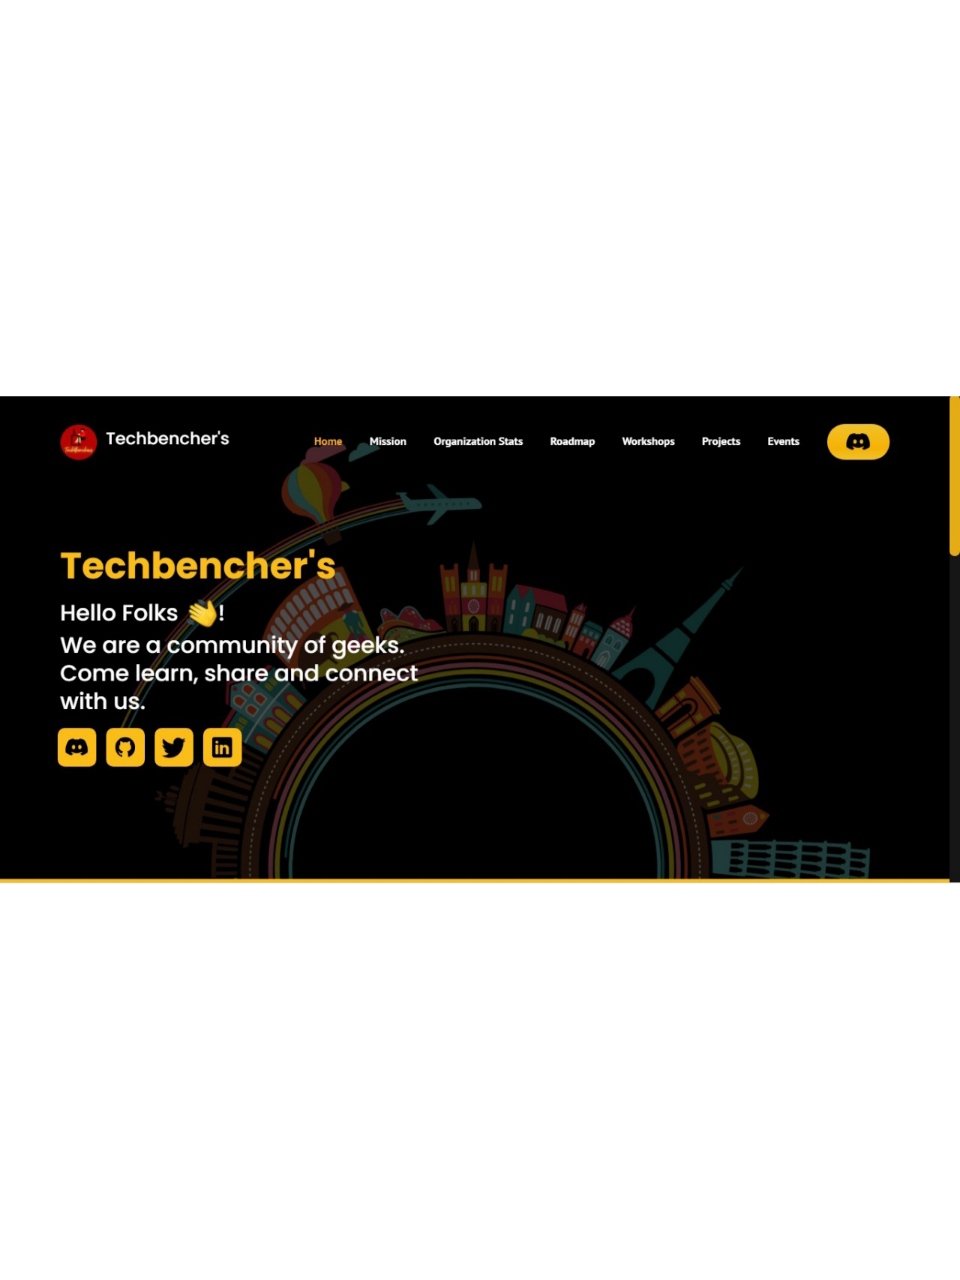 Techbencher's
Home Mission Organization Stats Roadmap Workshops Projects Events
Techbencher's
Hello Folks 👋!
We are a community of geeks.
Come learn, share and connect
with us.
in